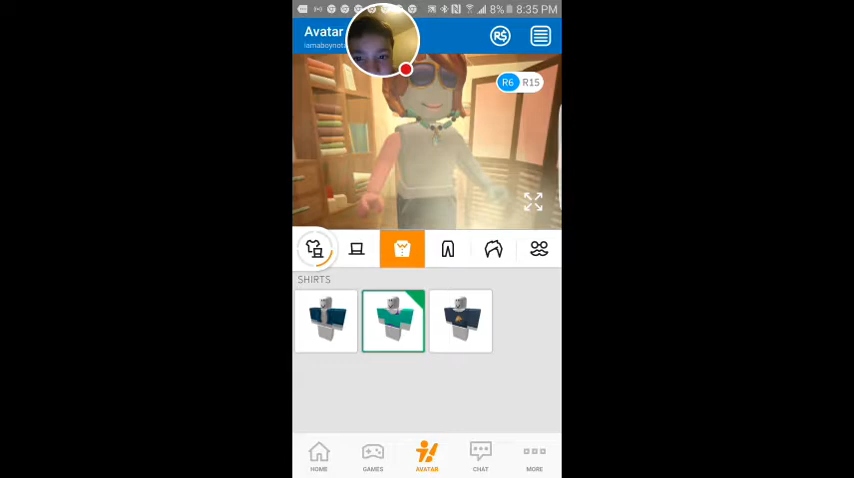 8% 8:35 PM
Avatar
R$
R6 R15
SHIRTS
HOME GAMES AVATAR CHAT MORE